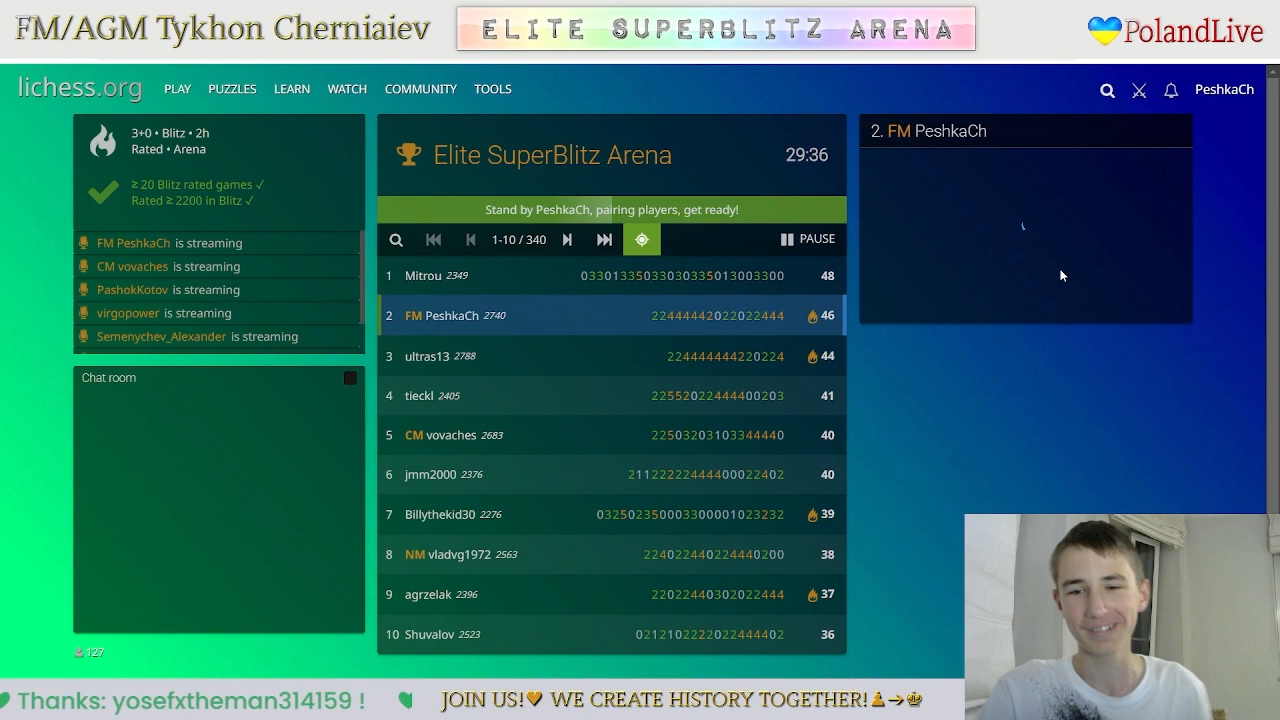 FM/AGM Tykhon Cherniaiev
ELITE SUPERBLITZ ARENA
PolandLive
lichess.org
PLAY
PUZZLES
LEARN
WATCH
COMMUNITY
TOOLS
PeshkaCh
3+0 • Blitz • 2h
Rated • Arena
≥ 20 Blitz rated games ✓
Rated ≥ 2200 in Blitz ✓
FM PeshkaCh is streaming
CM vovaches is streaming
PashokKotov is streaming
virgopower is streaming
Semenychev_Alexander is streaming
Chat room
127
Elite SuperBlitz Arena
29:36
Stand by PeshkaCh, pairing players, get ready!
1-10 / 340
PAUSE
1 Mitrou 2349 03301335033030335013003300 48
2 FM PeshkaCh 2740 22444442022022444 46
3 ultras13 2788 224444444220224 44
4 tieckl 2405 22552022444400203 41
5 CM vovaches 2683 22503203103344440 40
6 jmm2000 2376 21122222444400022402 40
7 Billythekid30 2276 032502350003300001023232 39
8 NM vladvg1972 2563 224022440224440200 38
9 agrzelak 2396 22022440302022444 37
10 Shuvalov 2523 0212102222022444402 36
2. FM PeshkaCh
Thanks: yosefxtheman314159 !
JOIN US!🧡 WE CREATE HISTORY TOGETHER!♟→♚